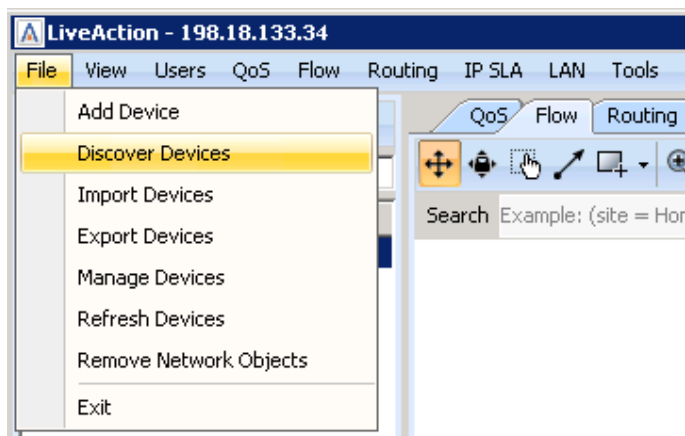 LiveAction - 198.18.133.34
File View Users QoS Flow Routing IP SLA LAN Tools
Add Device
Discover Devices
Import Devices
Export Devices
Manage Devices
Refresh Devices
Remove Network Objects
Exit
QoS Flow Routing
Search Example: (site = Hor